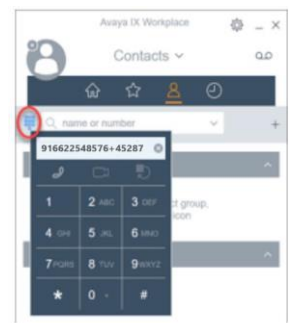 Avaya IX Workplace
Contacts
name or number
916622548576+45287
1
2 ABC
3 DEF
ct group,
icon
4 GHI
5 JKL
6 MNO
7 PQRS
8 TUV
9 WXYZ
*
0 +
#